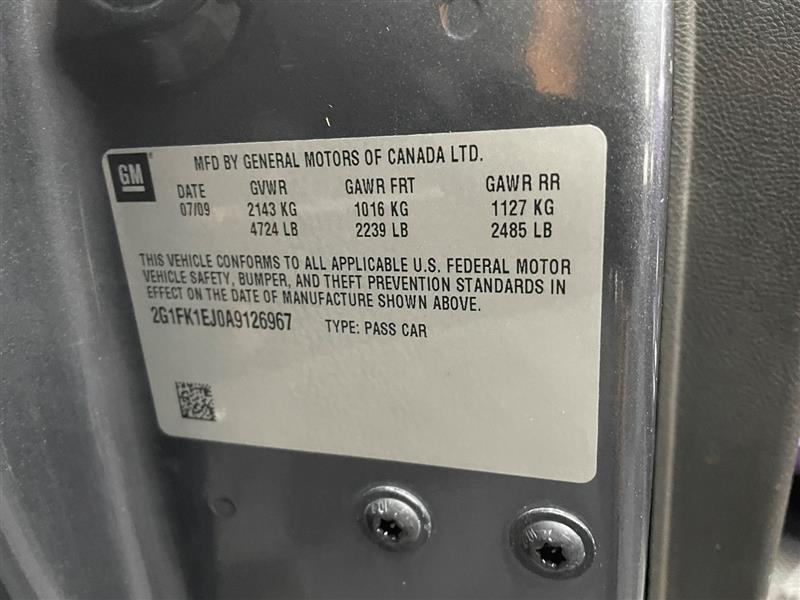 GM
MFD BY GENERAL MOTORS OF CANADA LTD.
DATE GVWR GAWR FRT GAWR RR
07/09 2143 KG 1016 KG 1127 KG
4724 LB 2239 LB 2485 LB
THIS VEHICLE CONFORMS TO ALL APPLICABLE U.S. FEDERAL MOTOR
VEHICLE SAFETY, BUMPER, AND THEFT PREVENTION STANDARDS IN
EFFECT ON THE DATE OF MANUFACTURE SHOWN ABOVE.
2G1FK1EJ0A9126967 TYPE: PASS CAR